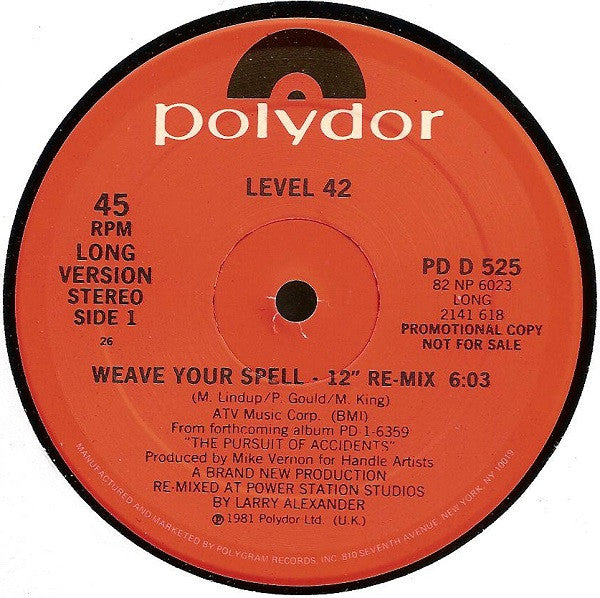 polydor
LEVEL 42
45
RPM
LONG
VERSION
STEREO
SIDE 1
26
PD D 525
82 NP 6023
LONG
2141 618
PROMOTIONAL COPY
NOT FOR SALE
WEAVE YOUR SPELL - 12" RE-MIX 6:03
(M. Lindup/P. Gould/M. King)
ATV Music Corp. (BMI)
From forthcoming album PD-1-6359
"THE PURSUIT OF ACCIDENTS"
Produced by Mike Vernon for Handle Artists
A BRAND NEW PRODUCTION
RE-MIXED AT POWER STATION STUDIOS
BY LARRY ALEXANDER
℗ 1981 Polydor Ltd. (U.K.)
MANUFACTURED AND MARKETED BY POLYGRAM RECORDS, INC. 810 SEVENTH AVENUE, NEW YORK, NY 10019